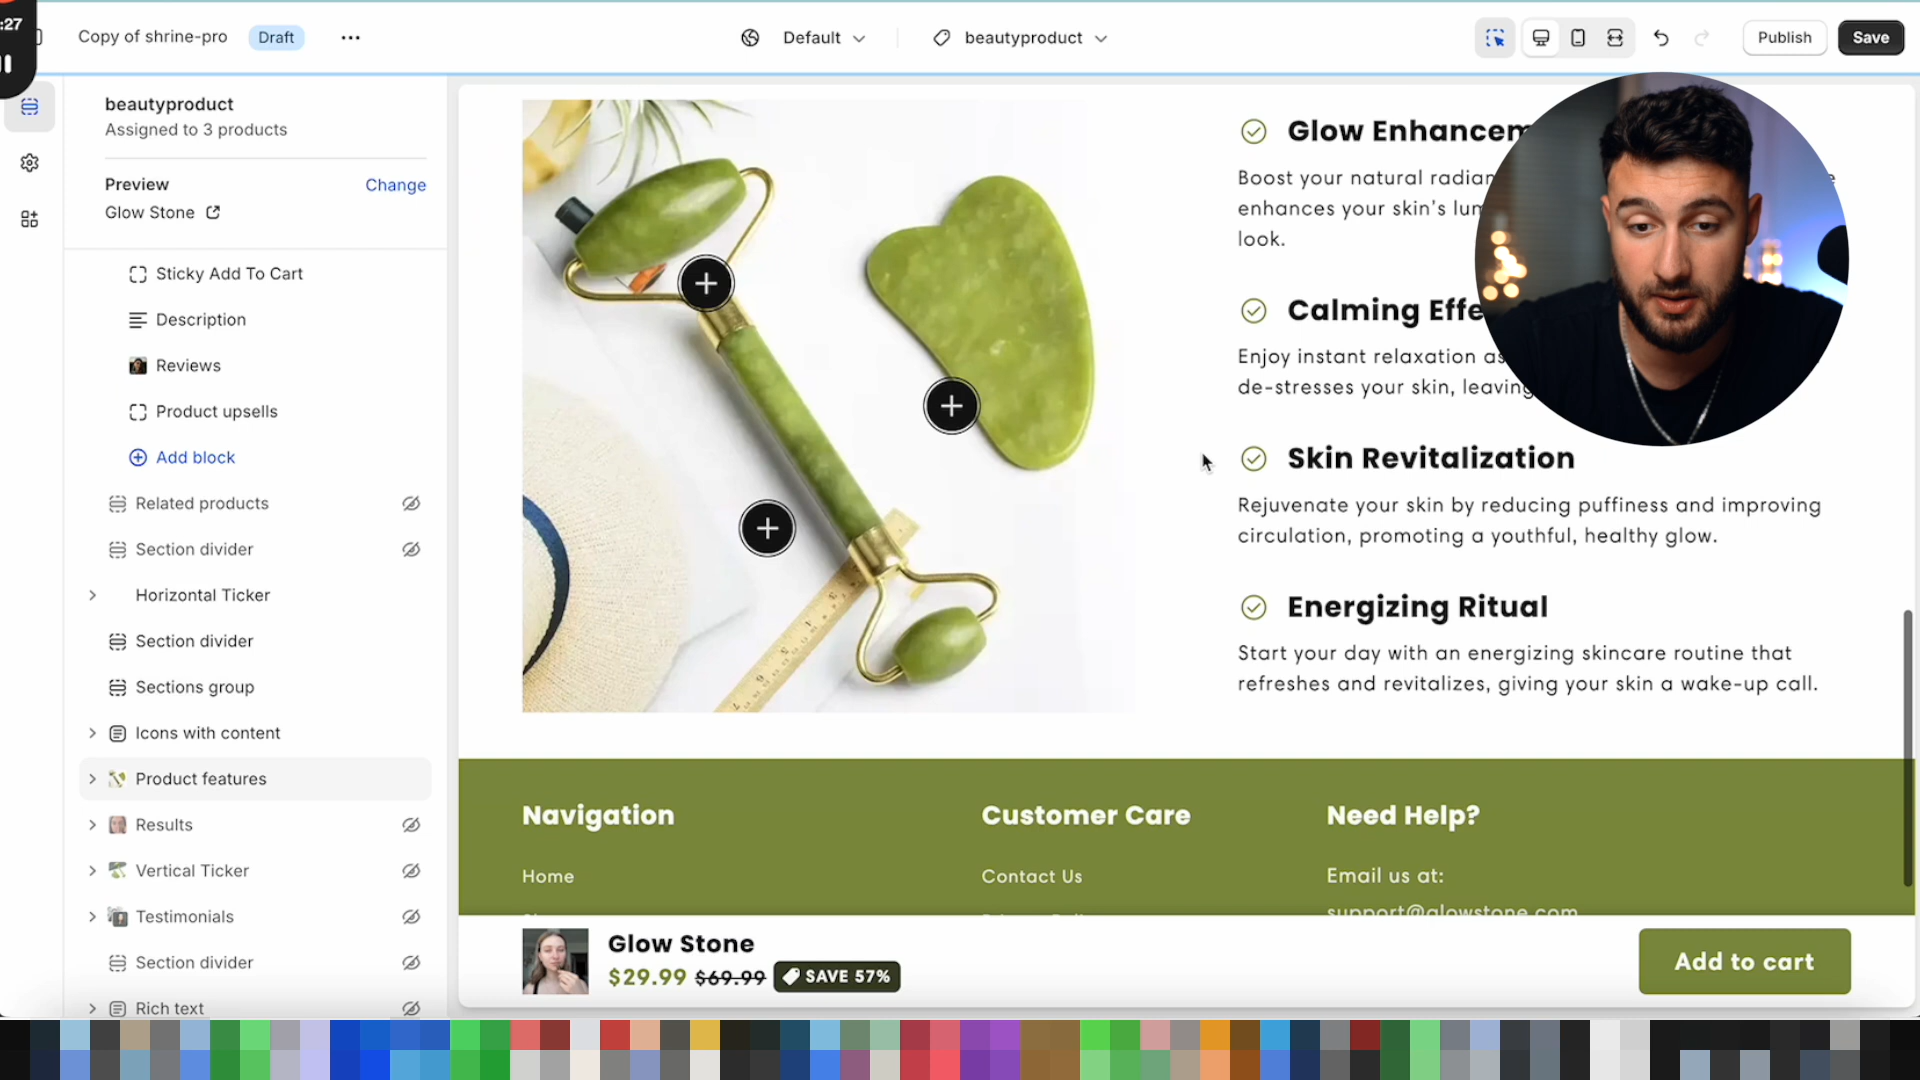 :27
Copy of shrine-pro
Draft
Default
beautyproduct
Publish
Save
beautyproduct
Assigned to 3 products
Preview
Change
Glow Stone
Sticky Add To Cart
Description
Reviews
Product upsells
Add block
Related products
Section divider
Horizontal Ticker
Section divider
Sections group
Icons with content
Product features
Results
Vertical Ticker
Testimonials
Section divider
Rich text
Glow Enhancem
Boost your natural radian
enhances your skin's lum
look.
Calming Effe
Enjoy instant relaxation as
de-stresses your skin, leaving
Skin Revitalization
Rejuvenate your skin by reducing puffiness and improving
circulation, promoting a youthful, healthy glow.
Energizing Ritual
Start your day with an energizing skincare routine that
refreshes and revitalizes, giving your skin a wake-up call.
Navigation
Customer Care
Need Help?
Home
Contact Us
Email us at:
support@glowstone.com
Glow Stone
$29.99 $69.99 SAVE 57%
Add to cart